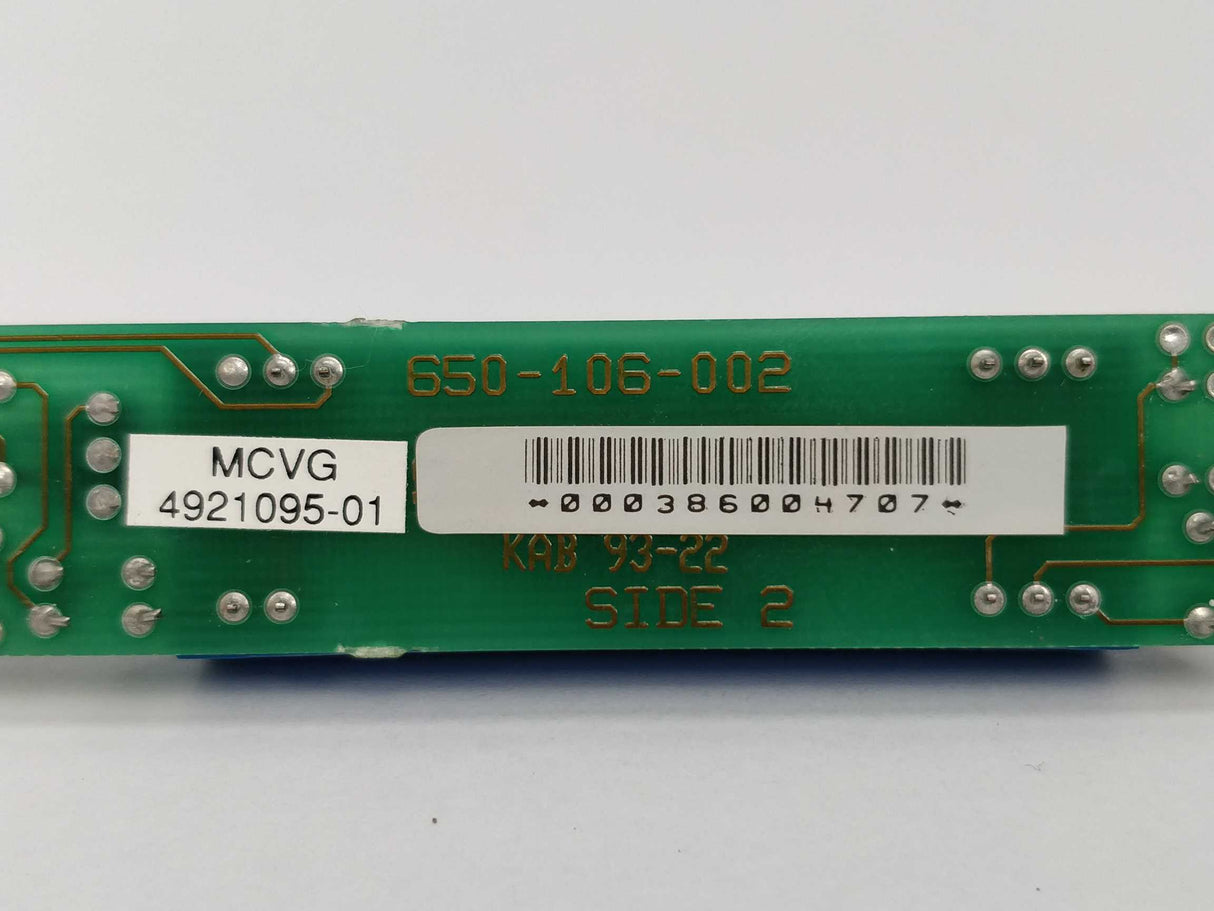 650-106-002
MCVG
4921095-01
*000386004707*
KAB 93-22
SIDE 2